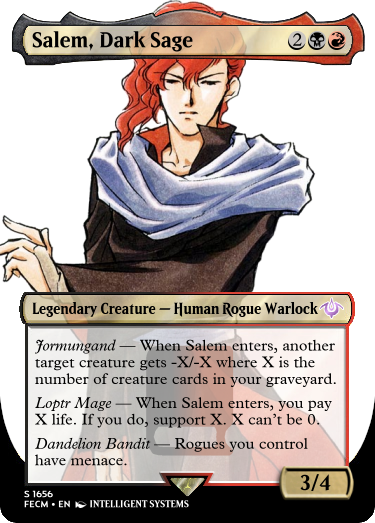 Salem, Dark Sage 2
Legendary Creature — Human Rogue Warlock
Jormungand — When Salem enters, another
target creature gets -X/-X where X is the
number of creature cards in your graveyard.
Loptr Mage — When Salem enters, you pay
X life. If you do, support X. X can't be 0.
Dandelion Bandit — Rogues you control
have menace.
3/4
S 1656
FECM • EN INTELLIGENT SYSTEMS